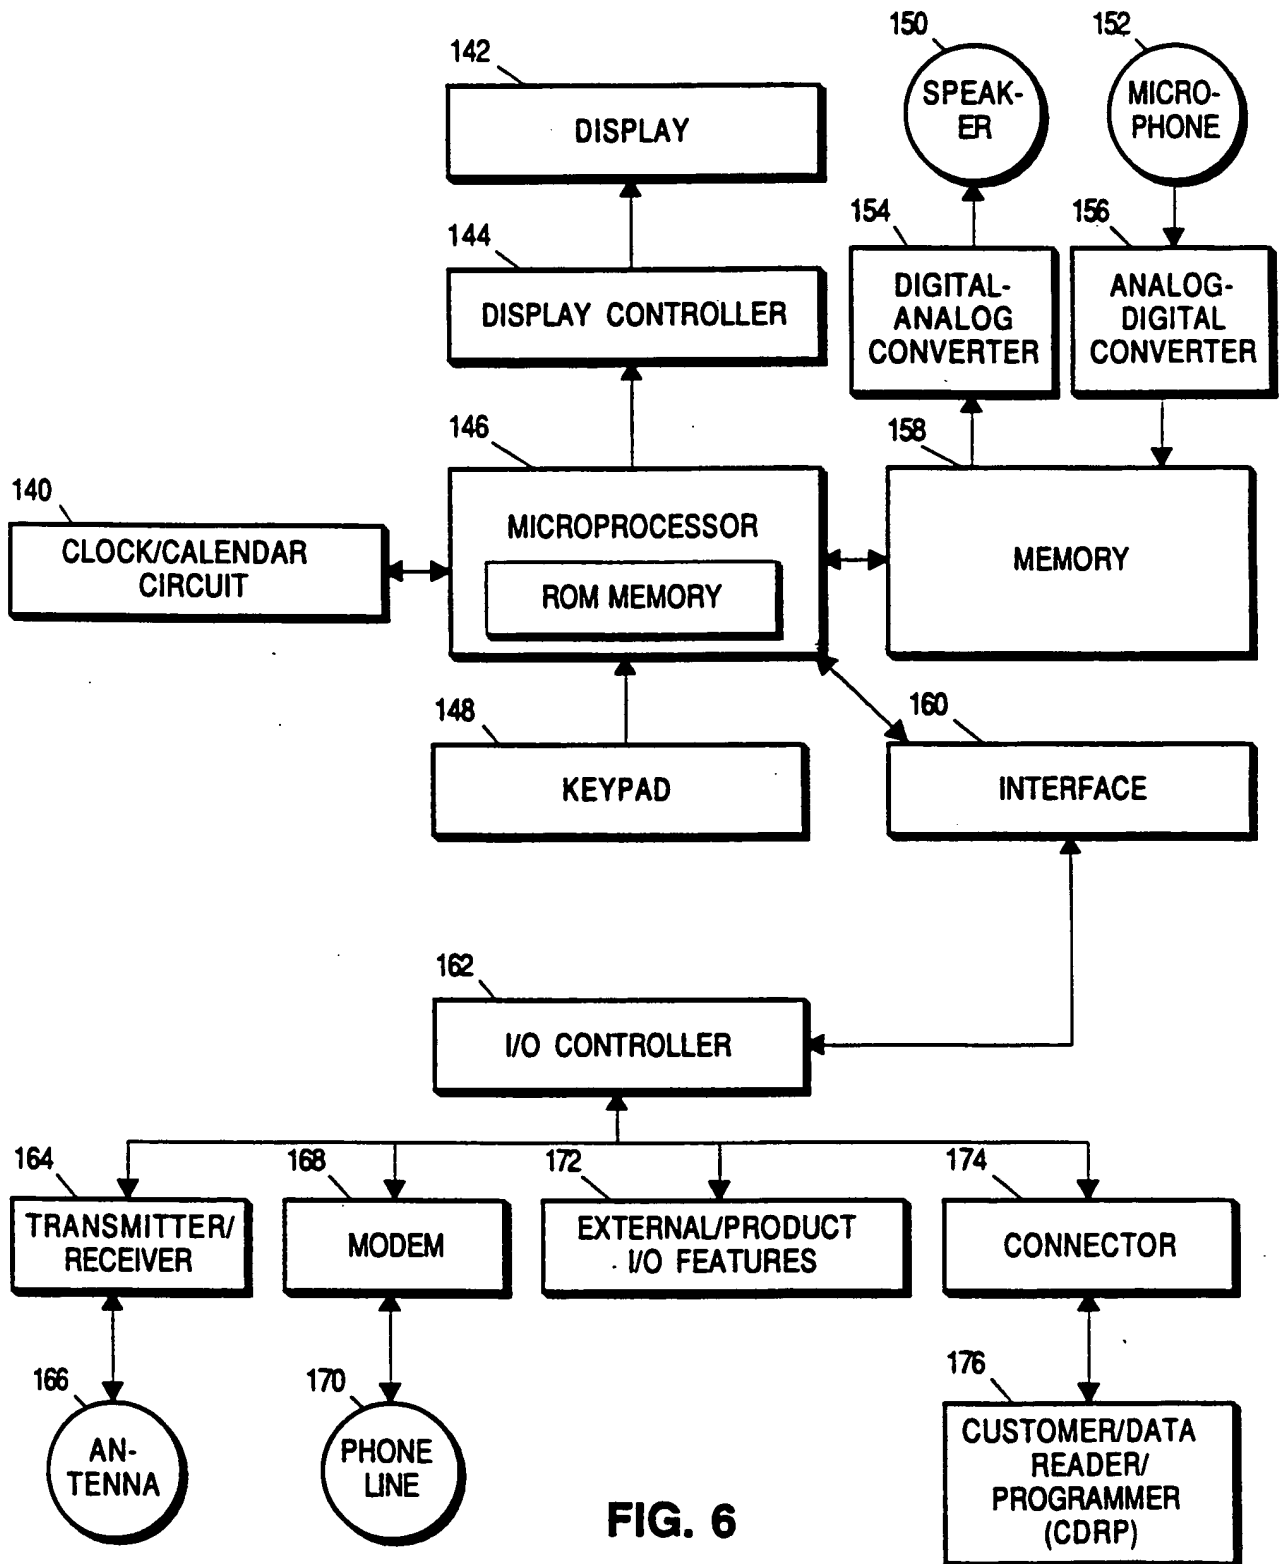 142
DISPLAY
150
SPEAK-
ER
152
MICRO-
PHONE
144
DISPLAY CONTROLLER
154
DIGITAL-
ANALOG
CONVERTER
156
ANALOG-
DIGITAL
CONVERTER
140
CLOCK/CALENDAR
CIRCUIT
146
MICROPROCESSOR
ROM MEMORY
158
MEMORY
148
KEYPAD
160
INTERFACE
162
I/O CONTROLLER
164
TRANSMITTER/
RECEIVER
168
MODEM
172
EXTERNAL/PRODUCT
I/O FEATURES
174
CONNECTOR
166
AN-
TENNA
170
PHONE
LINE
176
CUSTOMER/DATA
READER/
PROGRAMMER
(CDRP)
FIG. 6